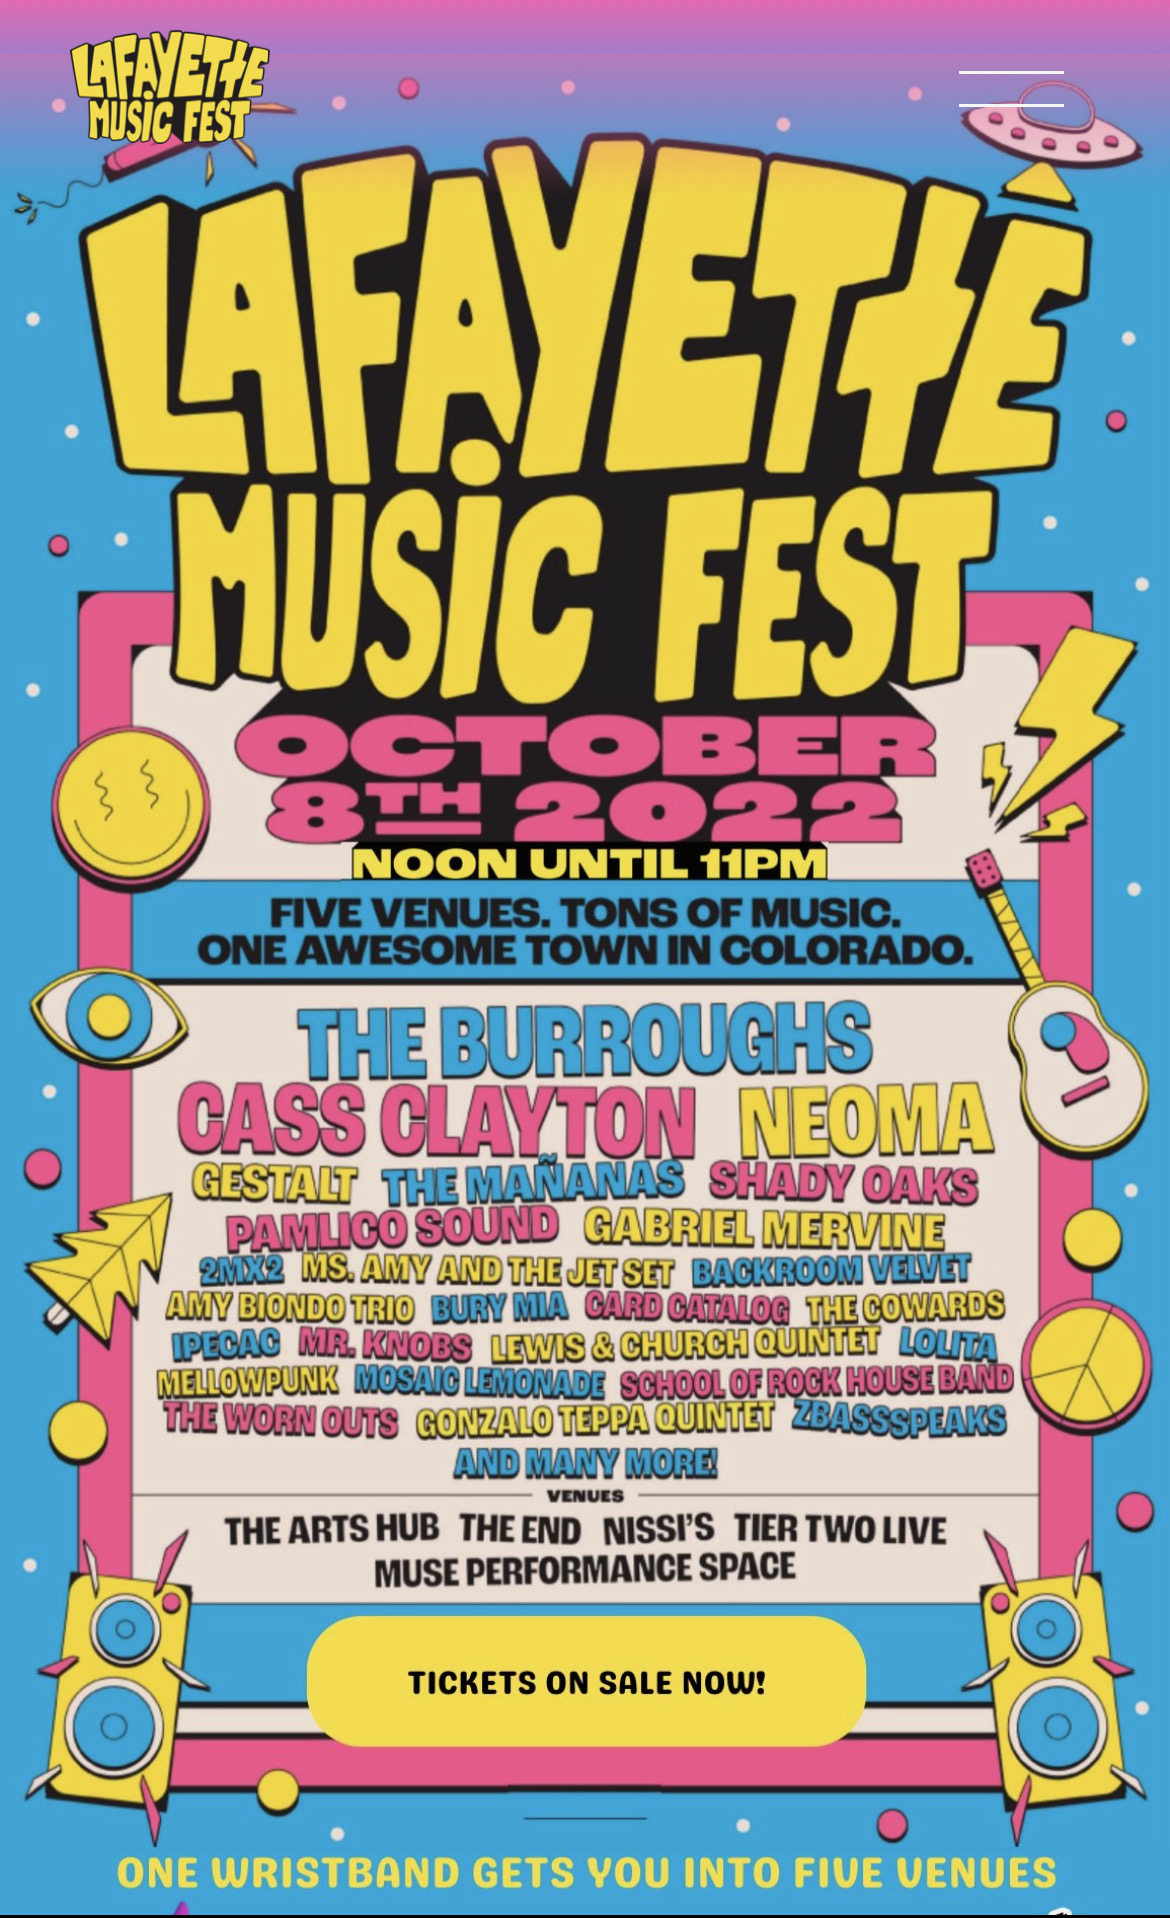 LAFAYETTE
MUSIC FEST
LAFAYETTE
MUSIC FEST
OCTOBER
8TH 2022
NOON UNTIL 11PM
FIVE VENUES. TONS OF MUSIC.
ONE AWESOME TOWN IN COLORADO.
THE BURROUGHS
CASS CLAYTON NEOMA
GESTALT THE MAÑANAS SHADY OAKS
PAMLICO SOUND GABRIEL MERVINE
2MX2 MS. AMY AND THE JET SET BACKROOM VELVET
AMY BIONDO TRIO BURY MIA CARD CATALOG THE COWARDS
IPECAC MR. KNOBS LEWIS & CHURCH QUINTET LOLITA
MELLOWPUNK MOSAIC LEMONADE SCHOOL OF ROCK HOUSE BAND
THE WORN OUTS GONZALO TEPPA QUINTET ZBASSSPEAKS
AND MANY MORE!
VENUES
THE ARTS HUB THE END NISSI'S TIER TWO LIVE
MUSE PERFORMANCE SPACE
TICKETS ON SALE NOW!
ONE WRISTBAND GETS YOU INTO FIVE VENUES